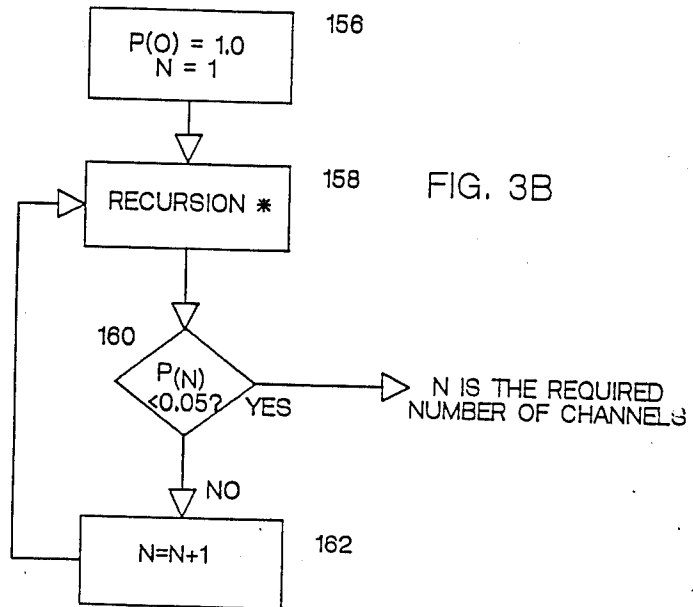 156
P(O) = 1.0
N = 1
158
RECURSION *
FIG. 3B
160
P(N)
<0.05?
YES
N IS THE REQUIRED
NUMBER OF CHANNELS
NO
N=N+1
162